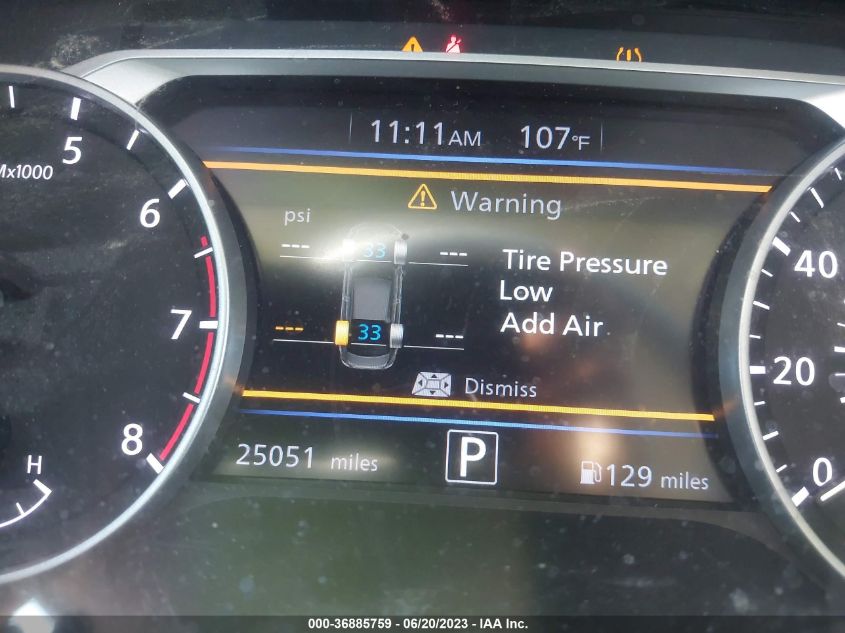 11:11AM 107°F
5
Mx1000
Warning
psi
6
--- 33 ---
Tire Pressure
Low
Add Air
40
7
--- 33 ---
20
Dismiss
8
25051 miles
P
129 miles
H
0
000-36885759 - 06/20/2023 - IAA Inc.